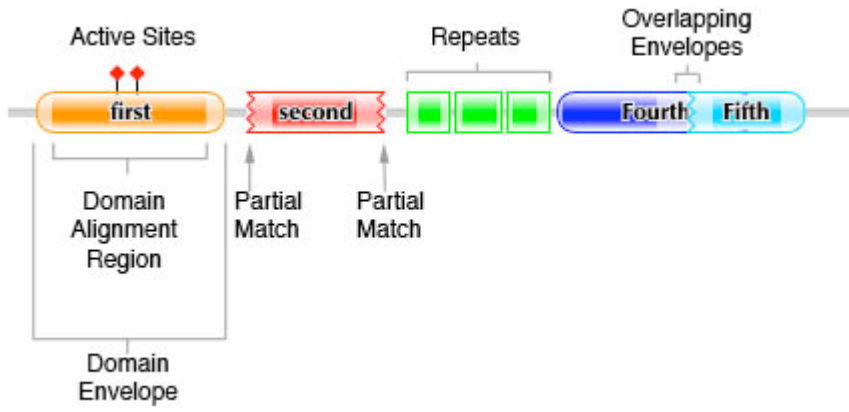 Active Sites
Repeats
Overlapping
Envelopes
first
second
Fourth
Fifth
Domain
Alignment
Region
Partial
Match
Partial
Match
Domain
Envelope